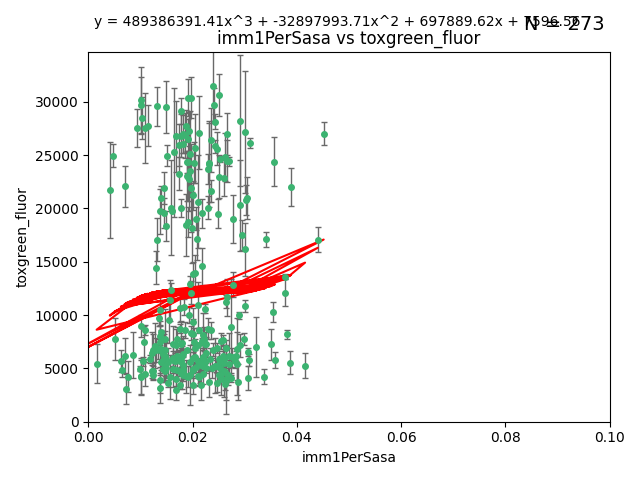 y = 489386391.41x^3 + -32897993.71x^2 + 697889.62x + 7596.56
N = 273
imm1PerSasa vs toxgreen_fluor
30000
25000
20000
15000
10000
5000
0
toxgreen_fluor
0.00 0.02 0.04 0.06 0.08 0.10
imm1PerSasa